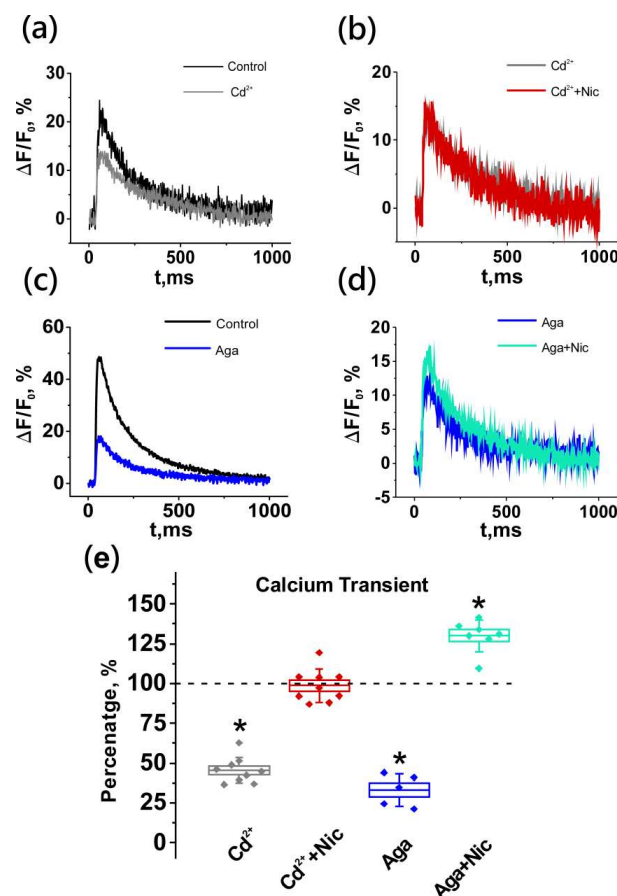 (a)
Control
Cd²⁺
30
20
10
0
ΔF/F₀, %
0 500 1000
t,ms
(b)
Cd²⁺
Cd²⁺+Nic
20
10
0
ΔF/F₀, %
0 500 1000
t,ms
(c)
Control
Aga
60
40
20
0
ΔF/F₀, %
0 500 1000
t,ms
(d)
Aga
Aga+Nic
20
15
10
5
0
-5
ΔF/F₀, %
0 500 1000
t,ms
(e)
Calcium Transient
150
125
100
75
50
25
0
Percenatge, %
* * *
Cd²⁺ Cd²⁺+Nic Aga Aga+Nic